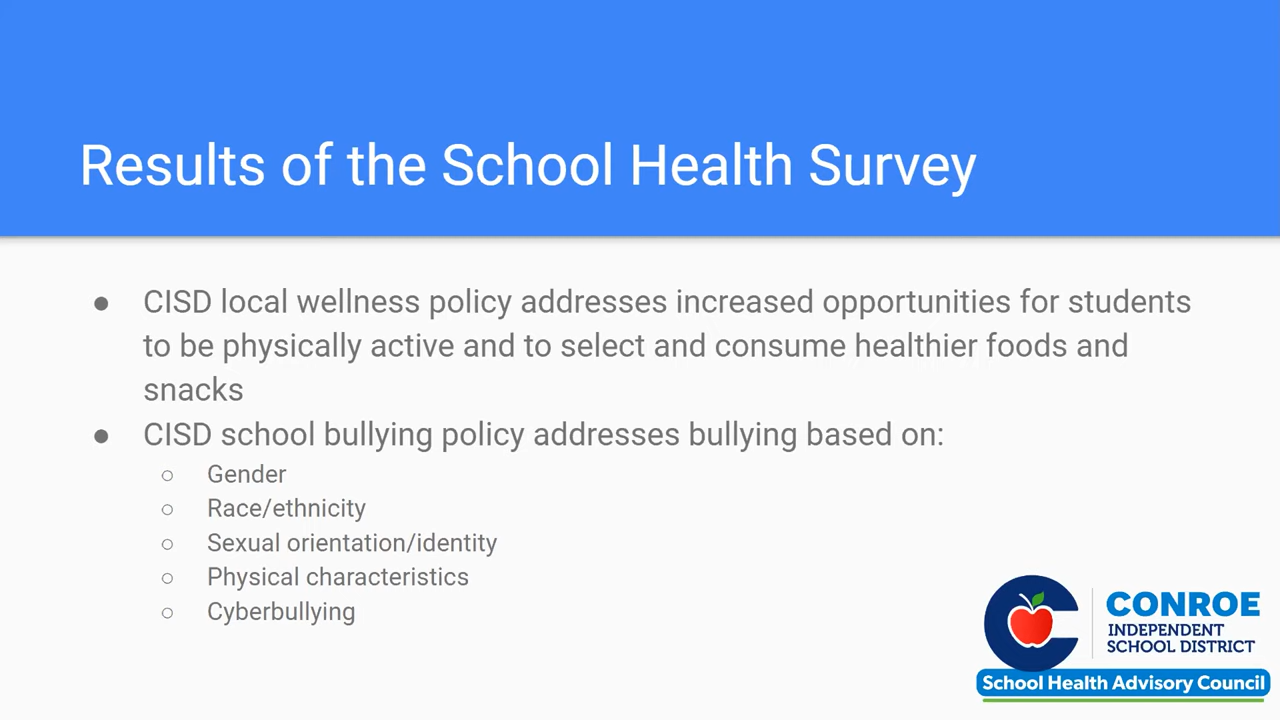 Results of the School Health Survey
● CISD local wellness policy addresses increased opportunities for students
to be physically active and to select and consume healthier foods and
snacks
● CISD school bullying policy addresses bullying based on:
○ Gender
○ Race/ethnicity
○ Sexual orientation/identity
○ Physical characteristics
○ Cyberbullying
CONROE
INDEPENDENT
SCHOOL DISTRICT
School Health Advisory Council